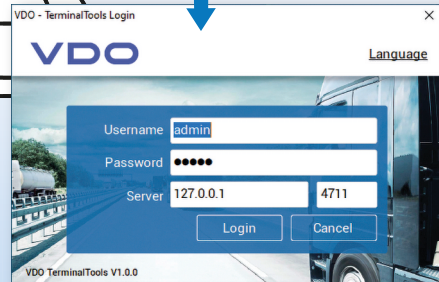 VDO - TerminalTools Login
VDO
Language
Username admin
Password ●●●●●
Server 127.0.0.1 4711
Login Cancel
VDO TerminalTools V1.0.0